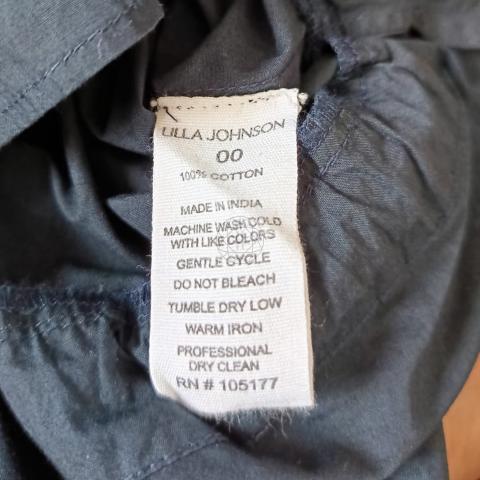 LILLA JOHNSON
00
100% COTTON
MADE IN INDIA
MACHINE WASH COLD
WITH LIKE COLORS
GENTLE CYCLE
DO NOT BLEACH
TUMBLE DRY LOW
WARM IRON
PROFESSIONAL
DRY CLEAN
RN # 105177